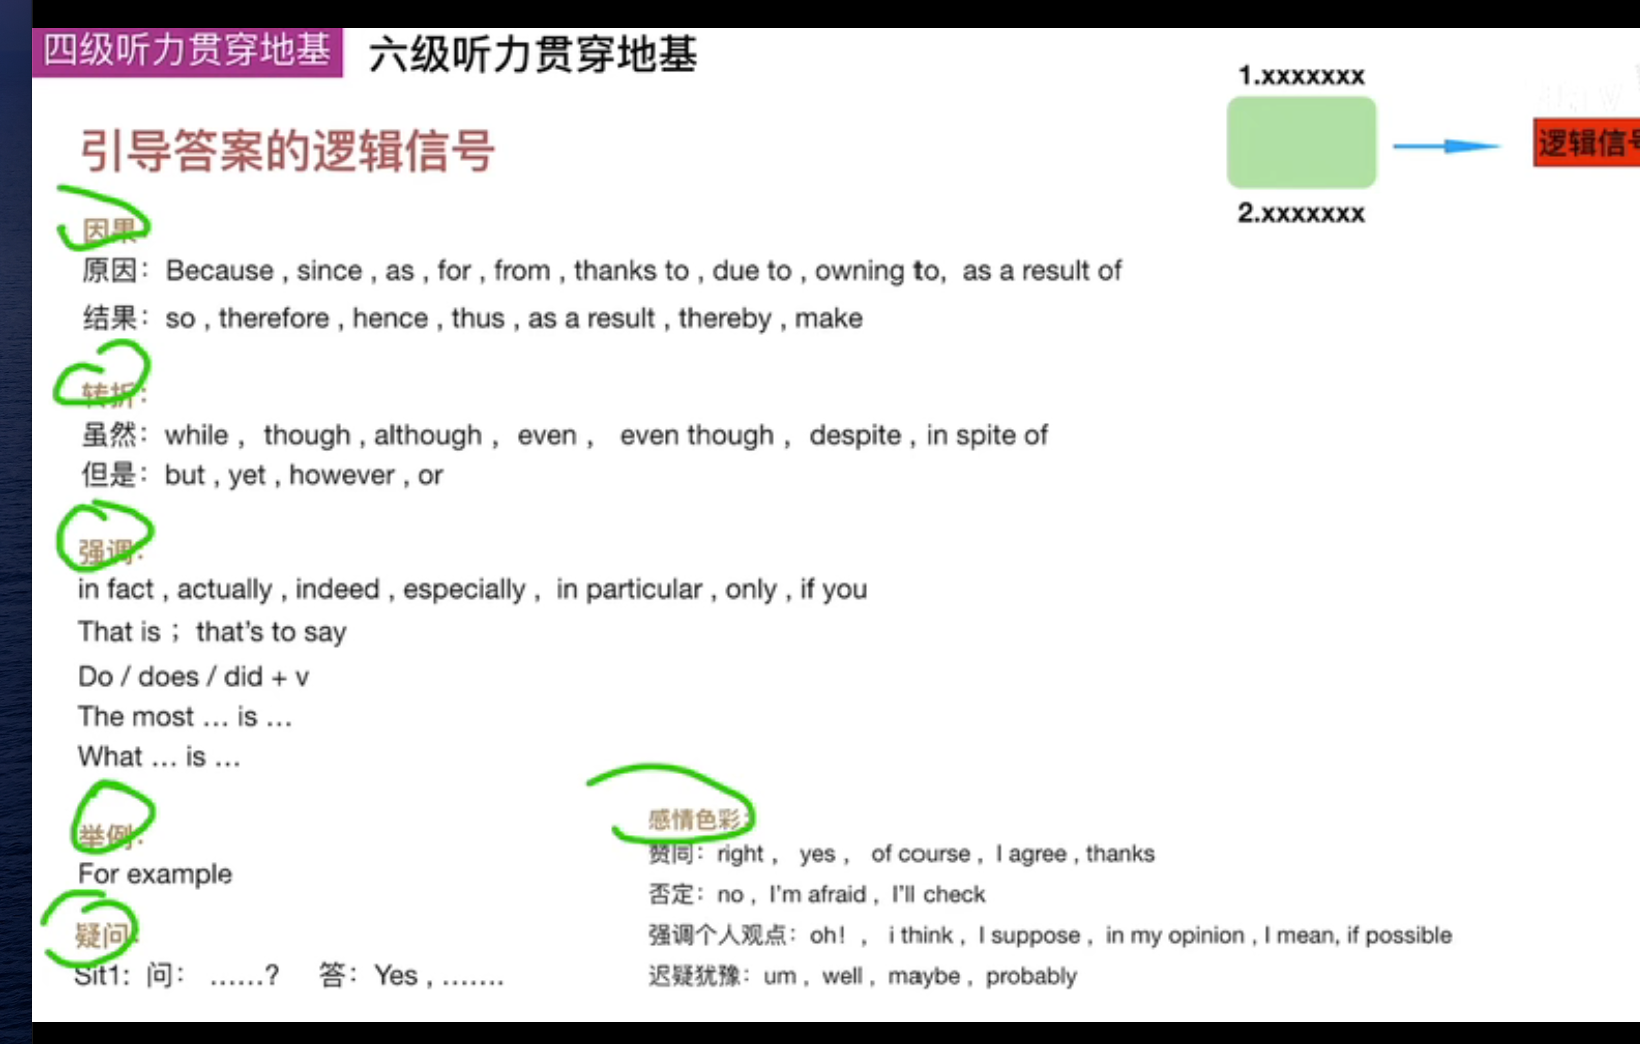 四级听力贯穿地基 六级听力贯穿地基
1.xxxxxxx
逻辑信号
2.xxxxxxx
引导答案的逻辑信号
因果:
原因：Because , since , as , for , from , thanks to , due to , owning to, as a result of
结果：so , therefore , hence , thus , as a result , thereby , make
转折：
虽然：while， though , although， even， even though， despite , in spite of
但是：but , yet , however , or
强调：
in fact , actually , indeed , especially， in particular , only , if you
That is； that's to say
Do / does / did + v
The most … is …
What … is …
举例：
For example
疑问：
Sit1: 问： ……? 答：Yes , …….
感情色彩：
赞同：right， yes， of course , I agree , thanks
否定：no , I'm afraid , I'll check
强调个人观点：oh!， i think , I suppose , in my opinion , I mean, if possible
迟疑犹豫：um , well , maybe , probably